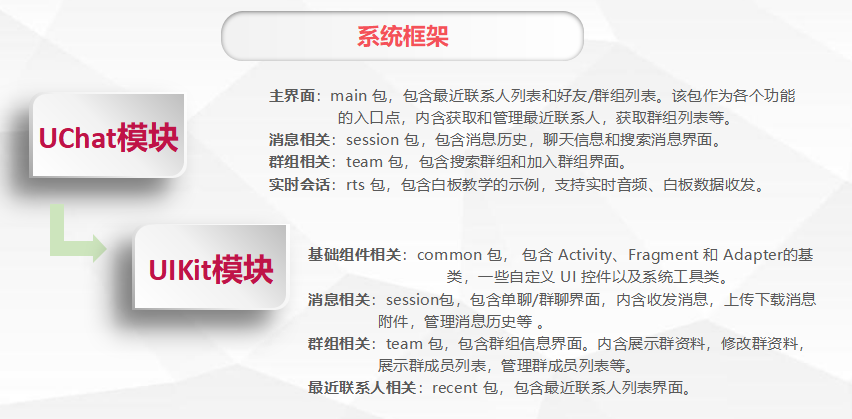 系统框架
UChat模块
主界面：main 包，包含最近联系人列表和好友/群组列表。该包作为各个功能
的入口点，内含获取和管理最近联系人，获取群组列表等。
消息相关：session 包，包含消息历史，聊天信息和搜索消息界面。
群组相关：team 包，包含搜索群组和加入群组界面。
实时会话：rts 包，包含白板教学的示例，支持实时音频、白板数据收发。
UIKit模块
基础组件相关：common 包， 包含 Activity、Fragment 和 Adapter的基
类，一些自定义 UI 控件以及系统工具类。
消息相关：session包，包含单聊/群聊界面，内含收发消息，上传下载消息
附件，管理消息历史等 。
群组相关：team 包，包含群组信息界面。内含展示群资料，修改群资料，
展示群成员列表，管理群成员列表等。
最近联系人相关：recent 包，包含最近联系人列表界面。